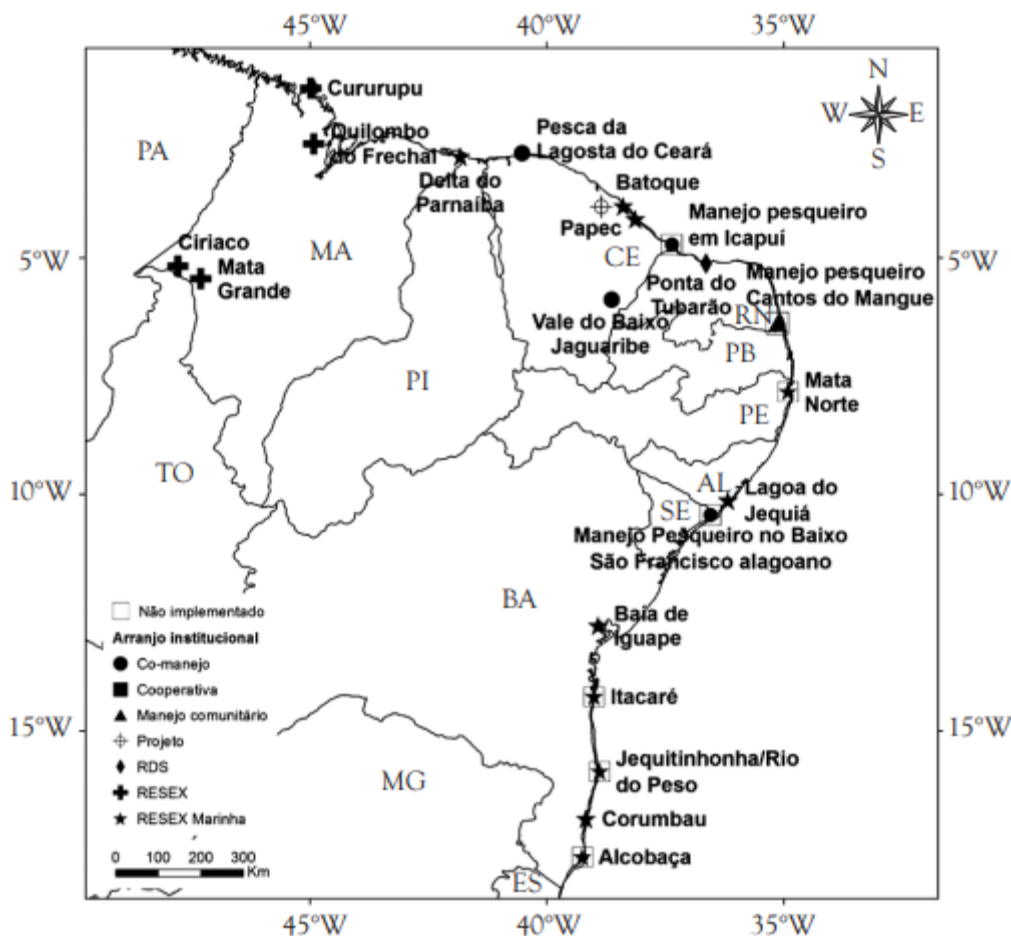 45°W 40°W 35°W
N
W E
S
Cururupu
Quilombo
do Frechal
PA
Pesca da
Lagosta do Ceará
Delta do
Parnaíba
Batoque
Papec
Manejo pesqueiro
em Icapuí
CE
MA
Ciriaco
Mata
Grande
5°W 5°W
Ponta do
Tubarão
Manejo pesqueiro
Cantos do Mangue
RN
Vale do Baixo
Jaguaribe
PB
PI
Mata
Norte
PE
TO
10°W 10°W
AL
Lagoa do
Jequiá
SE
Manejo Pesqueiro no Baixo
São Francisco alagoano
BA
Baía de
Iguape
Itacaré
15°W 15°W
Jequitinhonha/Rio
do Peso
MG
Corumbau
Alcobaça
ES
Não implementado
Arranjo institucional
Co-manejo
Cooperativa
Manejo comunitário
Projeto
RDS
RESEX
RESEX Marinha
0 100 200 300
Km
45°W 40°W 35°W